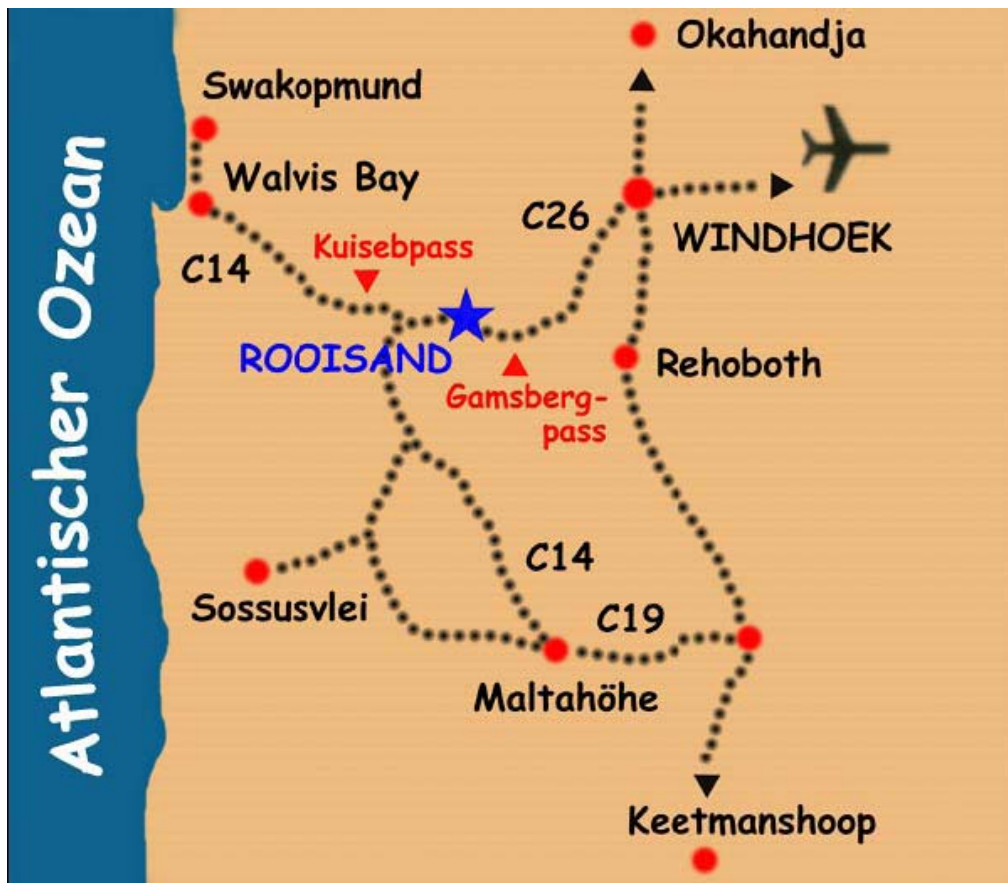 Okahandja
Swakopmund
Walvis Bay
C26
WINDHOEK
C14
Kuisebpass
ROOISAND
Rehoboth
Gamsberg-
pass
Atlantischer Ozean
C14
Sossusvlei
C19
Maltahöhe
Keetmanshoop